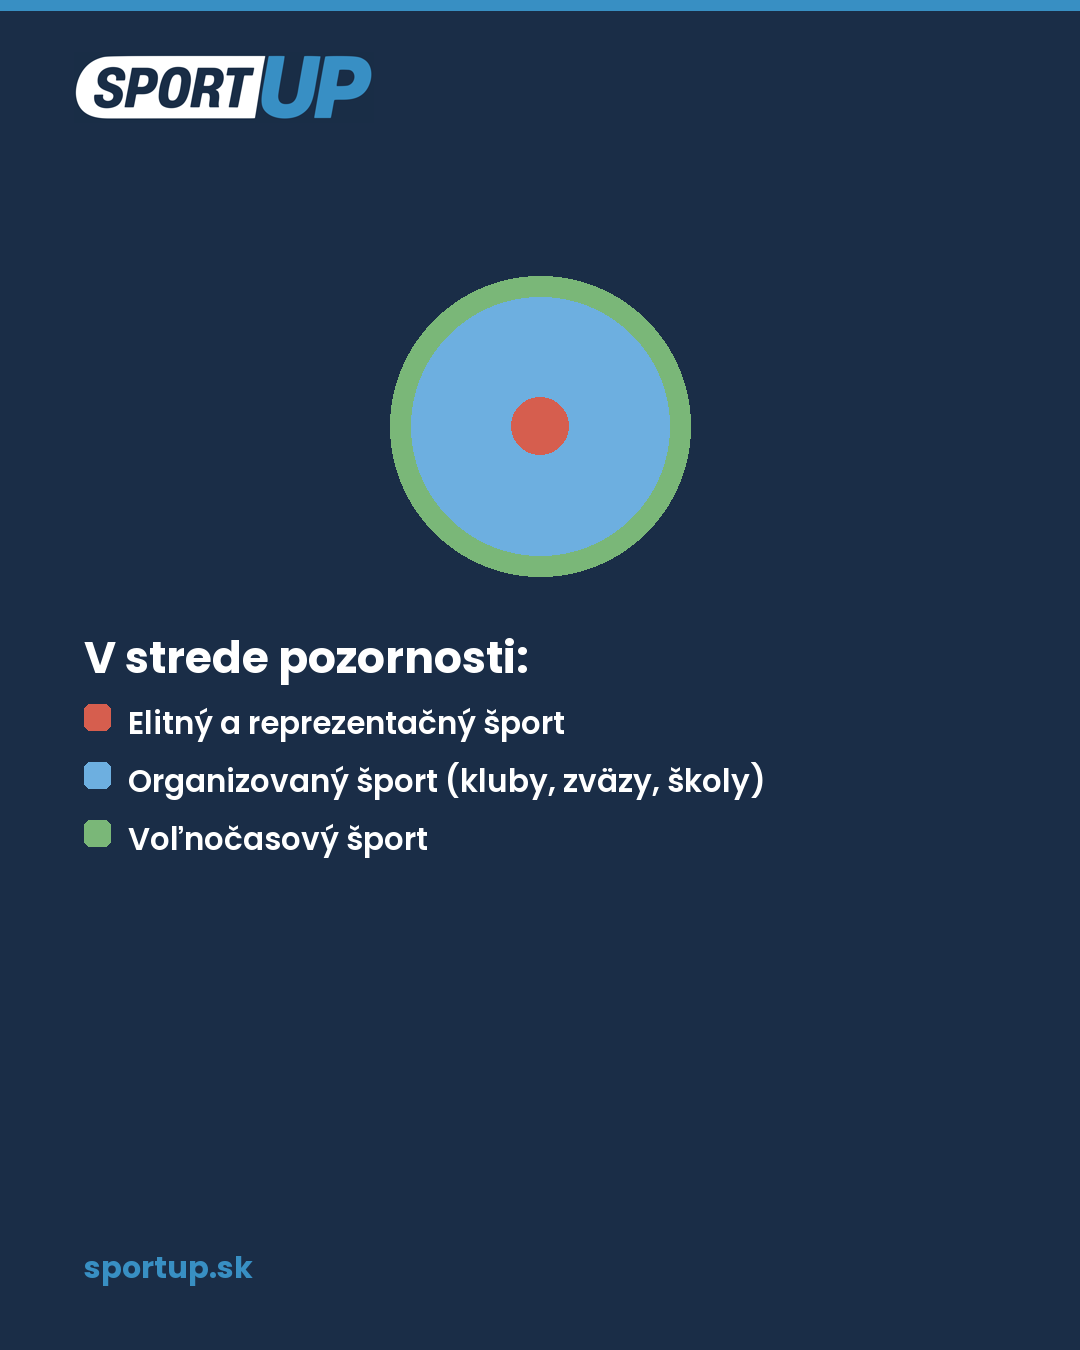 SPORTUP
V strede pozornosti:
Elitný a reprezentačný šport
Organizovaný šport (kluby, zväzy, školy)
Voľnočasový šport
sportup.sk